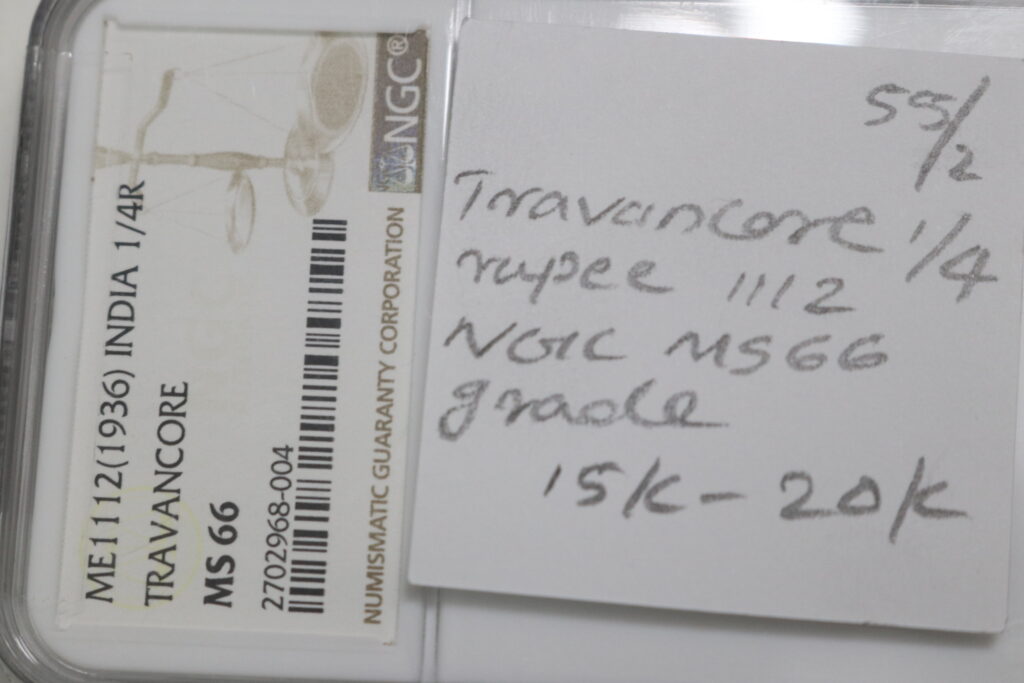 ME1112(1936) INDIA 1/4R
TRAVANCORE
MS 66
2702968-004
NUMISMATIC GUARANTY CORPORATION
NGC®
55/2
Travancore 1/4
rupee 1112
NGC MS66
grade
15K-20K